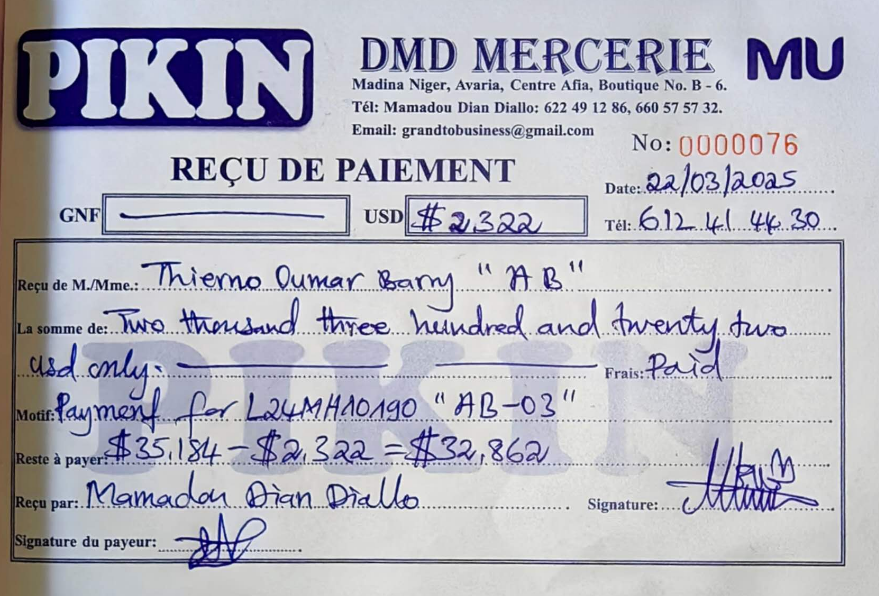 PIKIN
DMD MERCERIE MU
Madina Niger, Avaria, Centre Afia, Boutique No. B - 6.
Tél: Mamadou Dian Diallo: 622 49 12 86, 660 57 57 32.
Email: grandtobusiness@gmail.com
No: 0000076
REÇU DE PAIEMENT
Date: 22/03/2025
GNF USD $2,322
Tél: 612 41 44 30
Reçu de M./Mme.: Thierno Oumar Barry "AB"
La somme de: Two thousand three hundred and twenty two
usd only. Frais: Paid
Motif: Payment for L24MH10190 "AB-03"
Reste à payer: $35,184 - $2,322 = $32,862
Reçu par: Mamadou Dian Diallo Signature:
Signature du payeur:
PIKIN